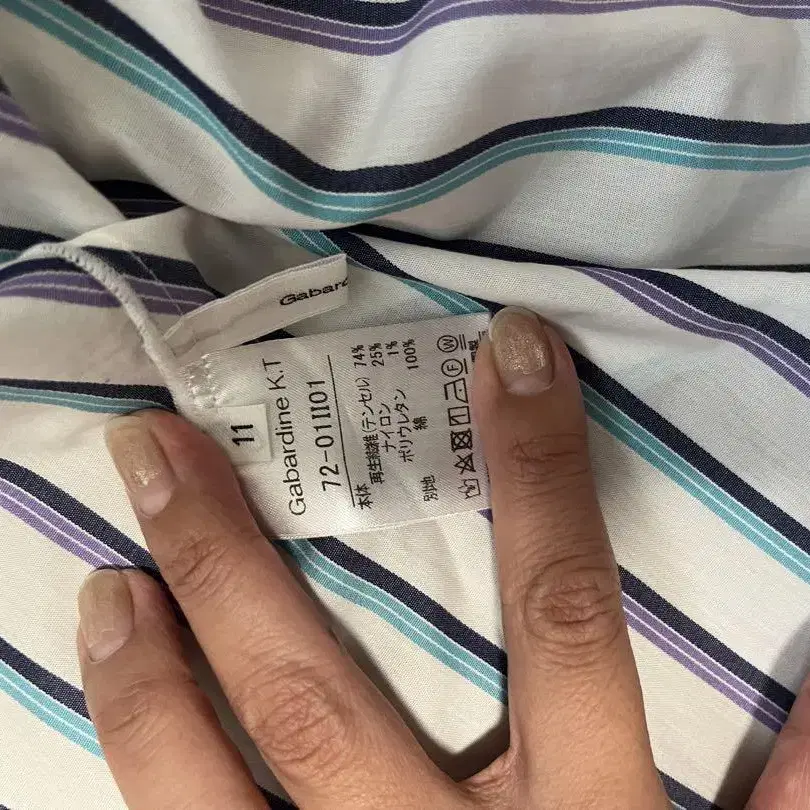 Gabard
11
Gabardine K.T
72-01II01
本体
再生繊維(テンセル) 74%
ナイロン 25%
ポリウレタン 1%
別地
綿 100%